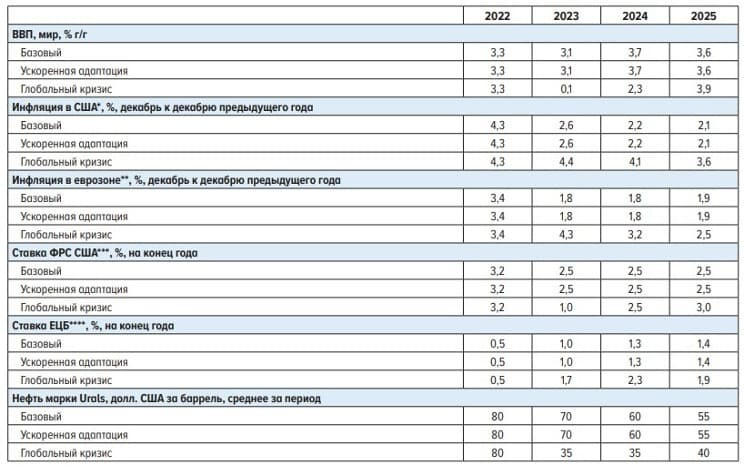 2022 2023 2024 2025
ВВП, мир, % г/г
Базовый 3,3 3,1 3,7 3,6
Ускоренная адаптация 3,3 3,1 3,7 3,6
Глобальный кризис 3,3 0,1 2,3 3,9
Инфляция в США*, %, декабрь к декабрю предыдущего года
Базовый 4,3 2,6 2,2 2,1
Ускоренная адаптация 4,3 2,6 2,2 2,1
Глобальный кризис 4,3 4,4 4,1 3,6
Инфляция в еврозоне**, %, декабрь к декабрю предыдущего года
Базовый 3,4 1,8 1,8 1,9
Ускоренная адаптация 3,4 1,8 1,8 1,9
Глобальный кризис 3,4 4,3 3,2 2,5
Ставка ФРС США***, %, на конец года
Базовый 3,2 2,5 2,5 2,5
Ускоренная адаптация 3,2 2,5 2,5 2,5
Глобальный кризис 3,2 1,0 2,5 3,0
Ставка ЕЦБ****, %, на конец года
Базовый 0,5 1,0 1,3 1,4
Ускоренная адаптация 0,5 1,0 1,3 1,4
Глобальный кризис 0,5 1,7 2,3 1,9
Нефть марки Urals, долл. США за баррель, среднее за период
Базовый 80 70 60 55
Ускоренная адаптация 80 70 60 55
Глобальный кризис 80 35 35 40